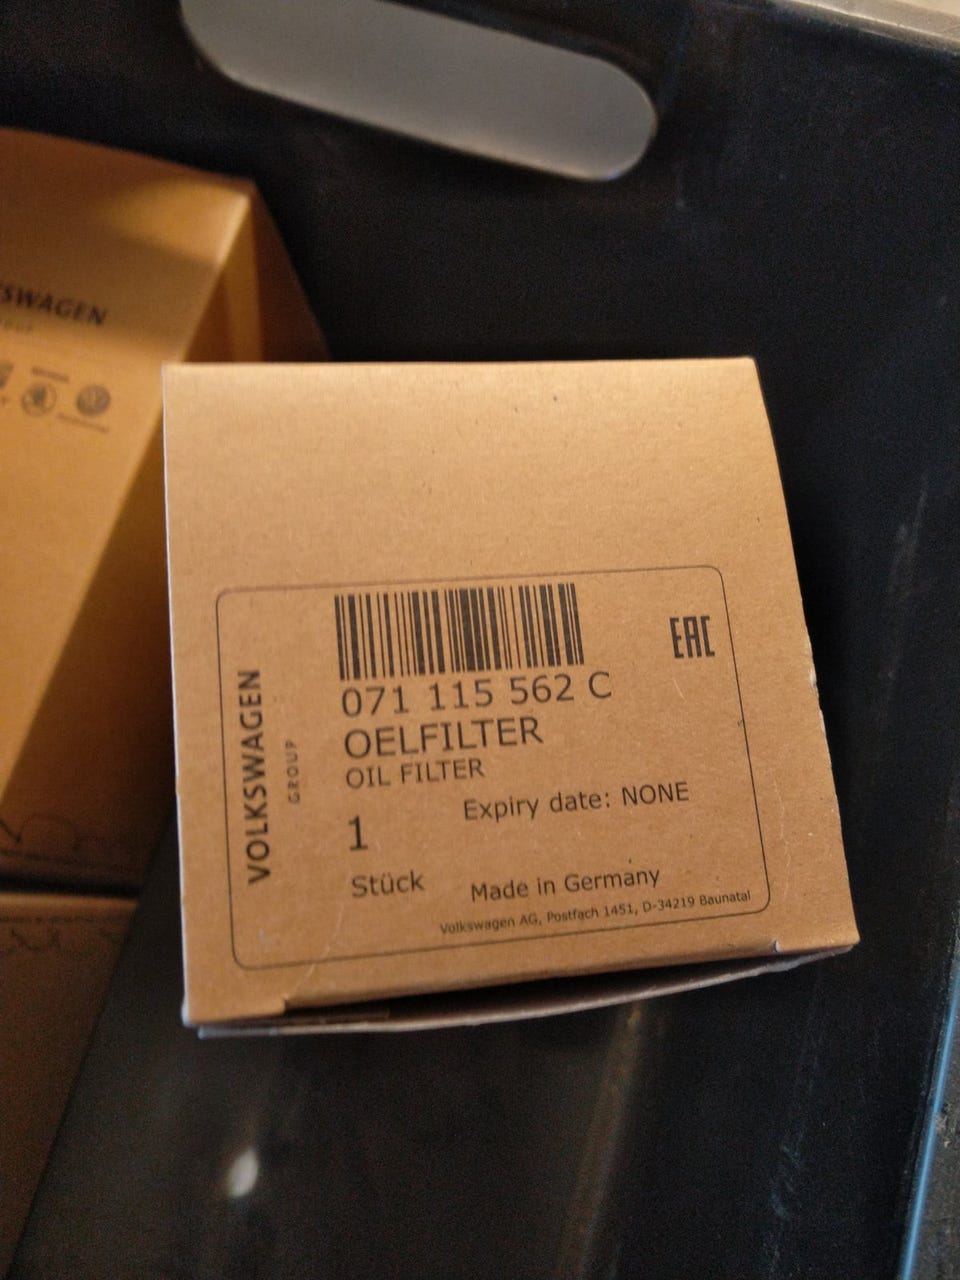 SWAGEN
VOLKSWAGEN
GROUP
EAC
071 115 562 C
OELFILTER
OIL FILTER
Expiry date: NONE
1
Stück
Made in Germany
Volkswagen AG, Postfach 1451, D-34219 Baunatal